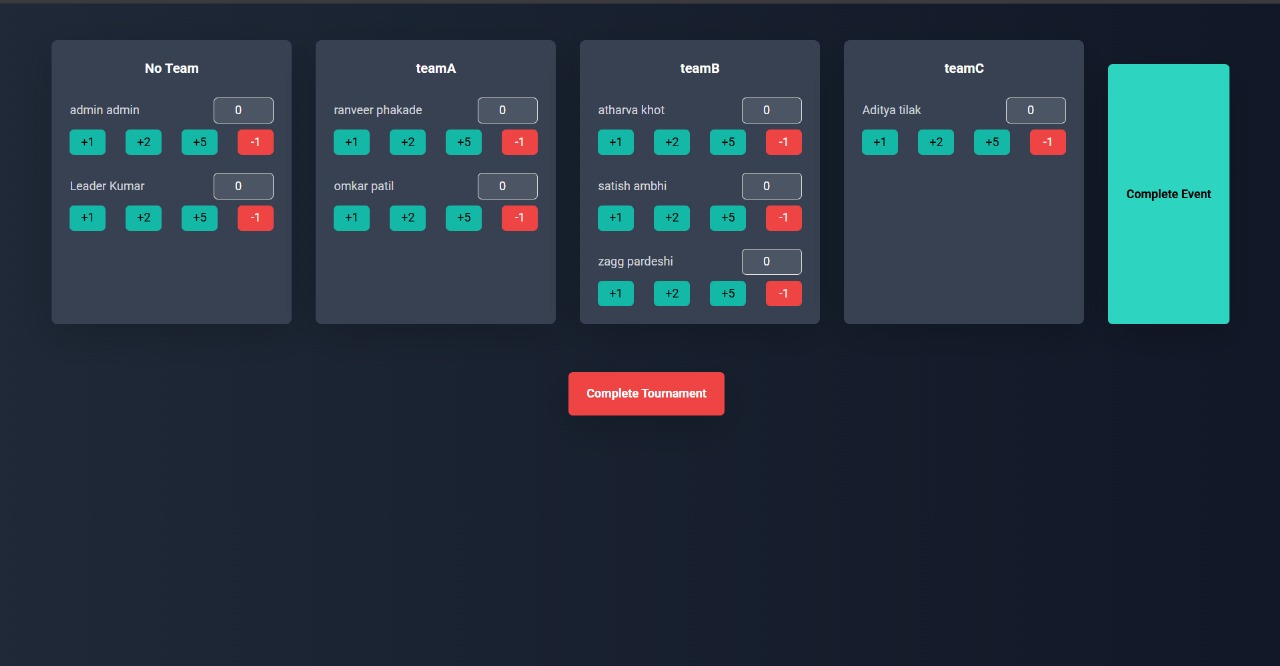 No Team
admin admin 0
+1 +2 +5 -1
Leader Kumar 0
+1 +2 +5 -1
teamA
ranveer phakade 0
+1 +2 +5 -1
omkar patil 0
+1 +2 +5 -1
teamB
atharva khot 0
+1 +2 +5 -1
satish ambhi 0
+1 +2 +5 -1
zagg pardeshi 0
+1 +2 +5 -1
teamC
Aditya tilak 0
+1 +2 +5 -1
Complete Event
Complete Tournament